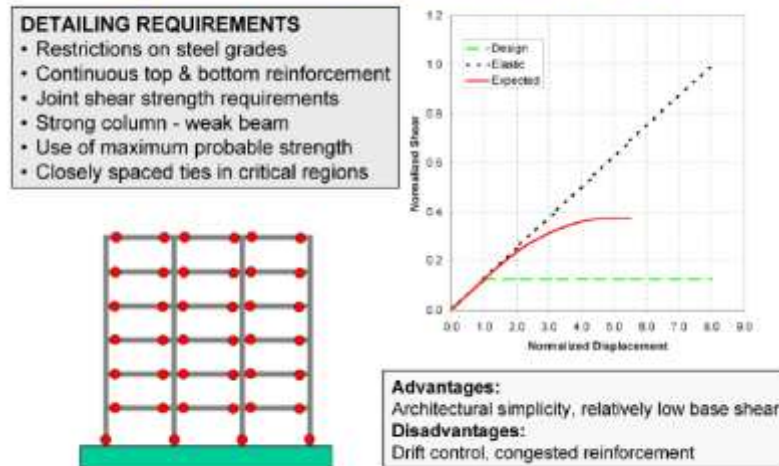 DETAILING REQUIREMENTS
• Restrictions on steel grades
• Continuous top & bottom reinforcement
• Joint shear strength requirements
• Strong column - weak beam
• Use of maximum probable strength
• Closely spaced ties in critical regions
1.2
1.0
0.8
0.6
0.4
0.2
0.0
Normalized Shear
Design
Elastic
Expected
0.0 1.0 2.0 3.0 4.0 5.0 6.0 7.0 8.0 9.0
Normalized Displacement
Advantages:
Architectural simplicity, relatively low base shear
Disadvantages:
Drift control, congested reinforcement